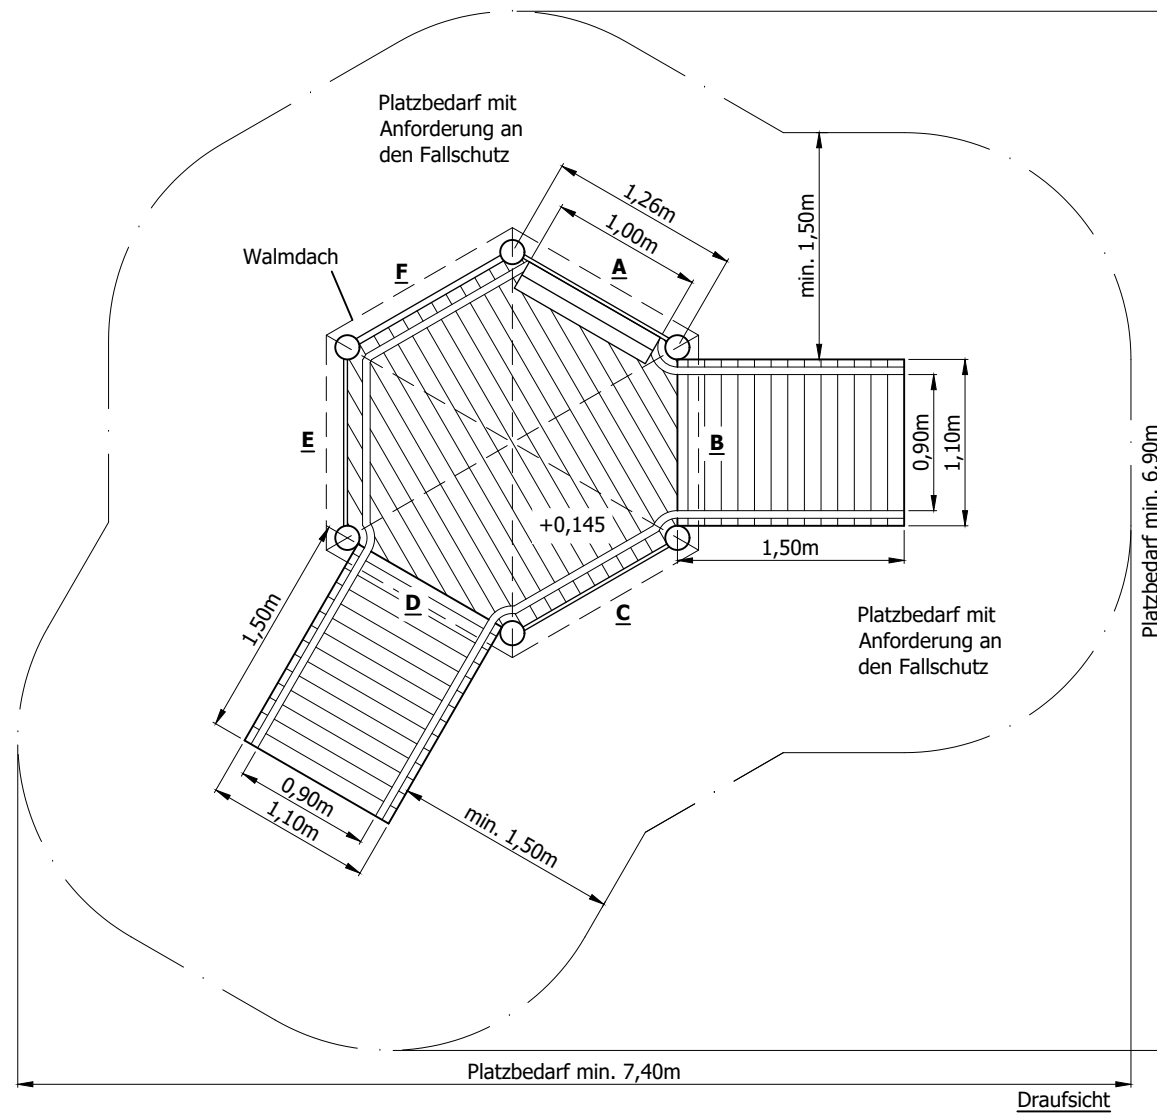 Platzbedarf mit
Anforderung an
den Fallschutz
1,26m
1,00m
min. 1,50m
Walmdach
F
A
E
B
0,90m
1,10m
Platzbedarf min. 6,90m
+0,145
1,50m
D
C
1,50m
Platzbedarf mit
Anforderung an
den Fallschutz
0,90m
1,10m
min. 1,50m
Platzbedarf min. 7,40m
Draufsicht